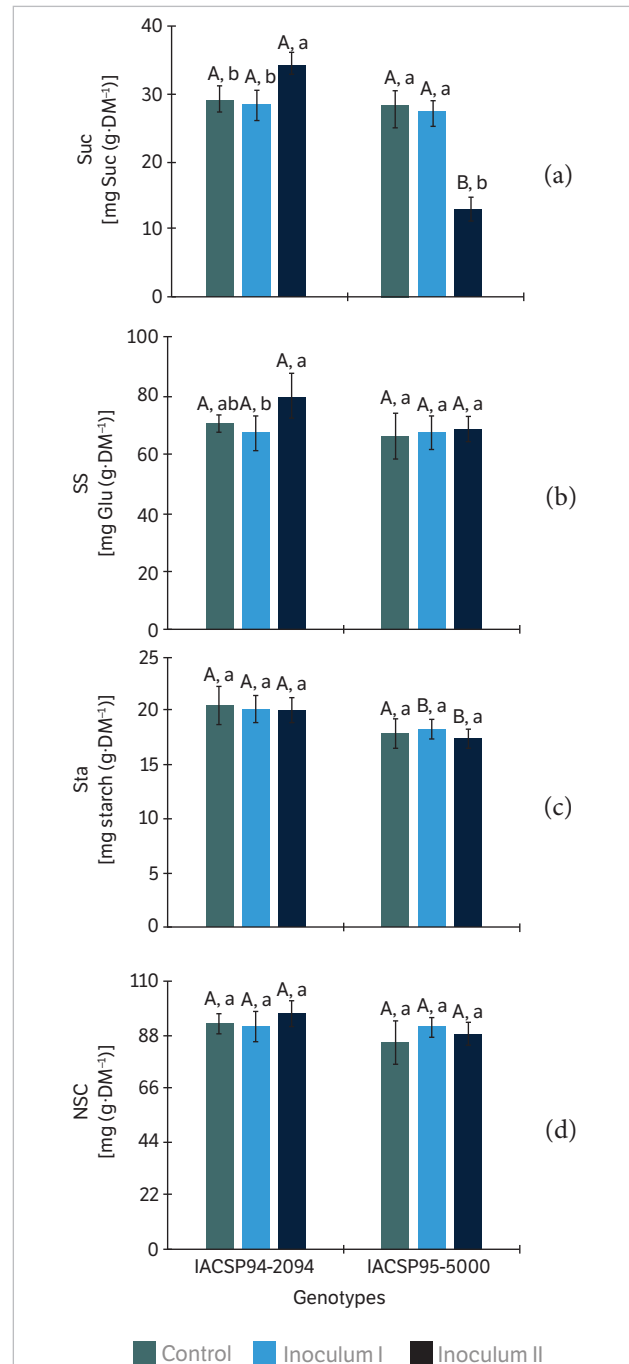 40
30
20
10
0
Suc
[mg Suc (g·DM⁻¹)]
A, b
A, b
A, a
A, a
A, a
B, b
(a)
100
80
60
40
20
0
SS
[mg Glu (g·DM⁻¹)]
A, ab
A, b
A, a
A, a
A, a
A, a
(b)
25
20
15
10
5
0
Sta
[mg starch (g·DM⁻¹)]
A, a
A, a
A, a
A, a
B, a
B, a
(c)
110
88
66
44
22
0
NSC
[mg (g·DM⁻¹)]
A, a
A, a
A, a
A, a
A, a
A, a
(d)
IACSP94-2094
IACSP95-5000
Genotypes
Control
Inoculum I
Inoculum II